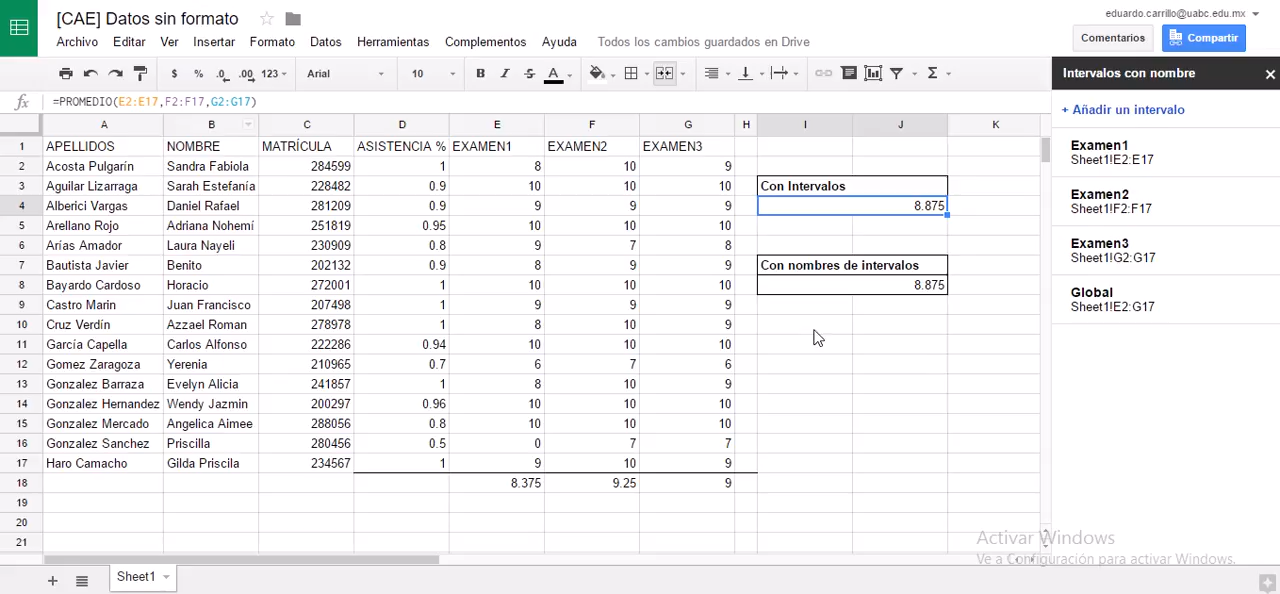 [CAE] Datos sin formato
eduardo.carrillo@uabc.edu.mx
Archivo Editar Ver Insertar Formato Datos Herramientas Complementos Ayuda Todos los cambios guardados en Drive
Comentarios Compartir
$ % .0 .00 123 Arial 10 B I S A Σ
Intervalos con nombre
fx =PROMEDIO(E2:E17,F2:F17,G2:G17)
+ Añadir un intervalo
A B C D E F G H I J K
1 APELLIDOS NOMBRE MATRÍCULA ASISTENCIA % EXAMEN1 EXAMEN2 EXAMEN3
2 Acosta Pulgarín Sandra Fabiola 284599 1 8 10 9
3 Aguilar Lizarraga Sarah Estefanía 228482 0.9 10 10 10 Con Intervalos
4 Alberici Vargas Daniel Rafael 281209 0.9 9 9 9 8.875
5 Arellano Rojo Adriana Nohemí 251819 0.95 10 10 10
6 Arías Amador Laura Nayeli 230909 0.8 9 7 8
7 Bautista Javier Benito 202132 0.9 8 9 9 Con nombres de intervalos
8 Bayardo Cardoso Horacio 272001 1 10 10 10 8.875
9 Castro Marin Juan Francisco 207498 1 9 9 9
10 Cruz Verdín Azzael Roman 278978 1 8 10 9
11 García Capella Carlos Alfonso 222286 0.94 10 10 10
12 Gomez Zaragoza Yerenia 210965 0.7 6 7 6
13 Gonzalez Barraza Evelyn Alicia 241857 1 8 10 9
14 Gonzalez Hernandez Wendy Jazmin 200297 0.96 10 10 10
15 Gonzalez Mercado Angelica Aimee 288056 0.8 10 10 10
16 Gonzalez Sanchez Priscilla 280456 0.5 0 7 7
17 Haro Camacho Gilda Priscila 234567 1 9 10 9
18 8.375 9.25 9
19
20
21
Examen1
Sheet1!E2:E17
Examen2
Sheet1!F2:F17
Examen3
Sheet1!G2:G17
Global
Sheet1!E2:G17
Activar Windows
Ve a Configuración para activar Windows.
Sheet1